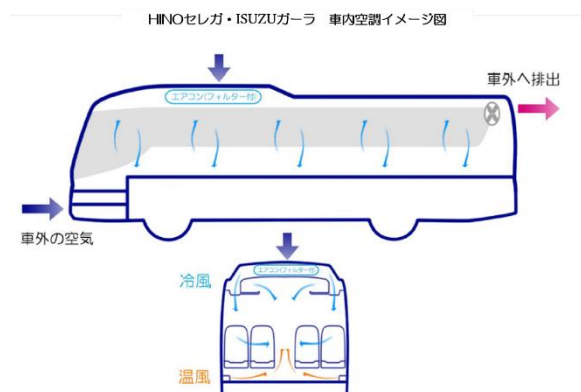 HINOセレガ・ISUZUガーラ　車内空調イメージ図
車外へ排出
エアコン(フィルター付)
車外の空気
冷風
エアコン(フィルター付)
温風